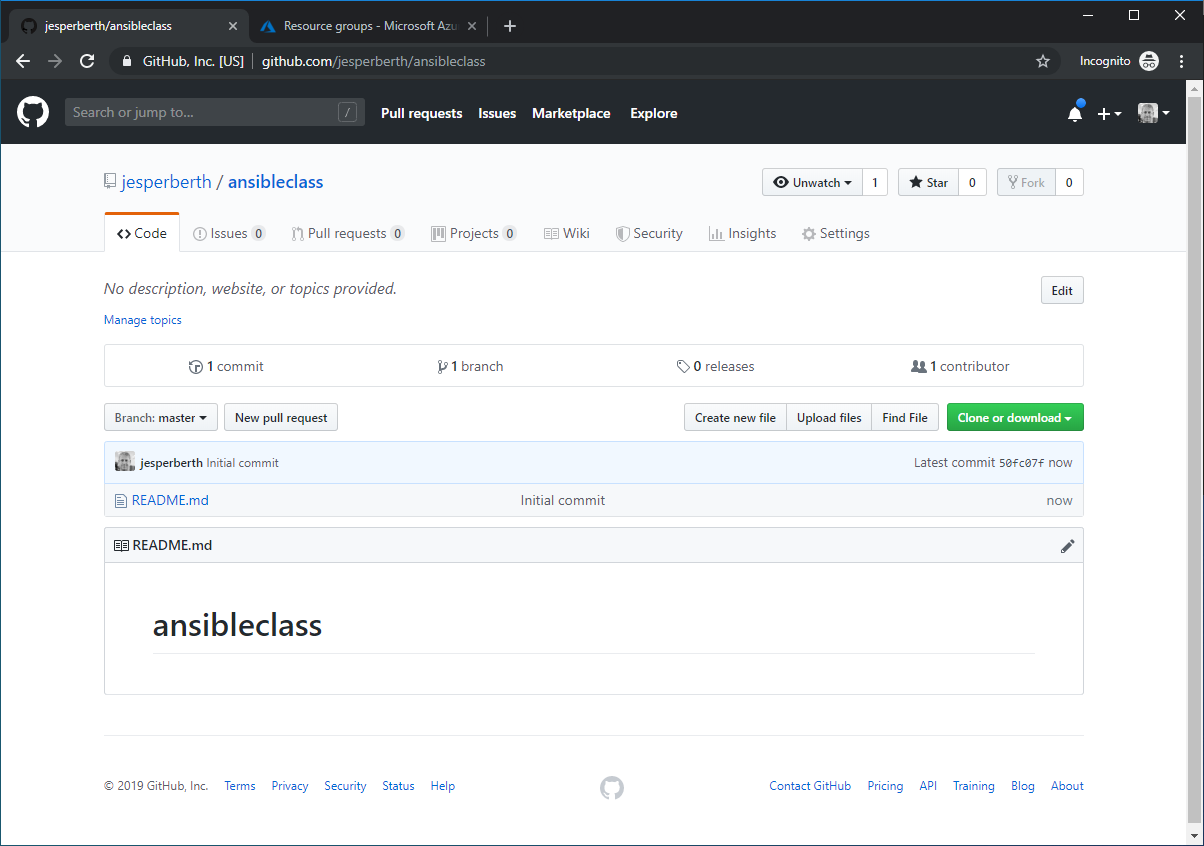 jesperberth/ansibleclass
Resource groups - Microsoft Azu
GitHub, Inc. [US] github.com/jesperberth/ansibleclass Incognito
Search or jump to... / Pull requests Issues Marketplace Explore
jesperberth / ansibleclass Unwatch 1 Star 0 Fork 0
Code Issues 0 Pull requests 0 Projects 0 Wiki Security Insights Settings
No description, website, or topics provided. Edit
Manage topics
1 commit 1 branch 0 releases 1 contributor
Branch: master New pull request Create new file Upload files Find File Clone or download
jesperberth Initial commit Latest commit 50fc07f now
README.md Initial commit now
README.md
ansibleclass
© 2019 GitHub, Inc. Terms Privacy Security Status Help Contact GitHub Pricing API Training Blog About